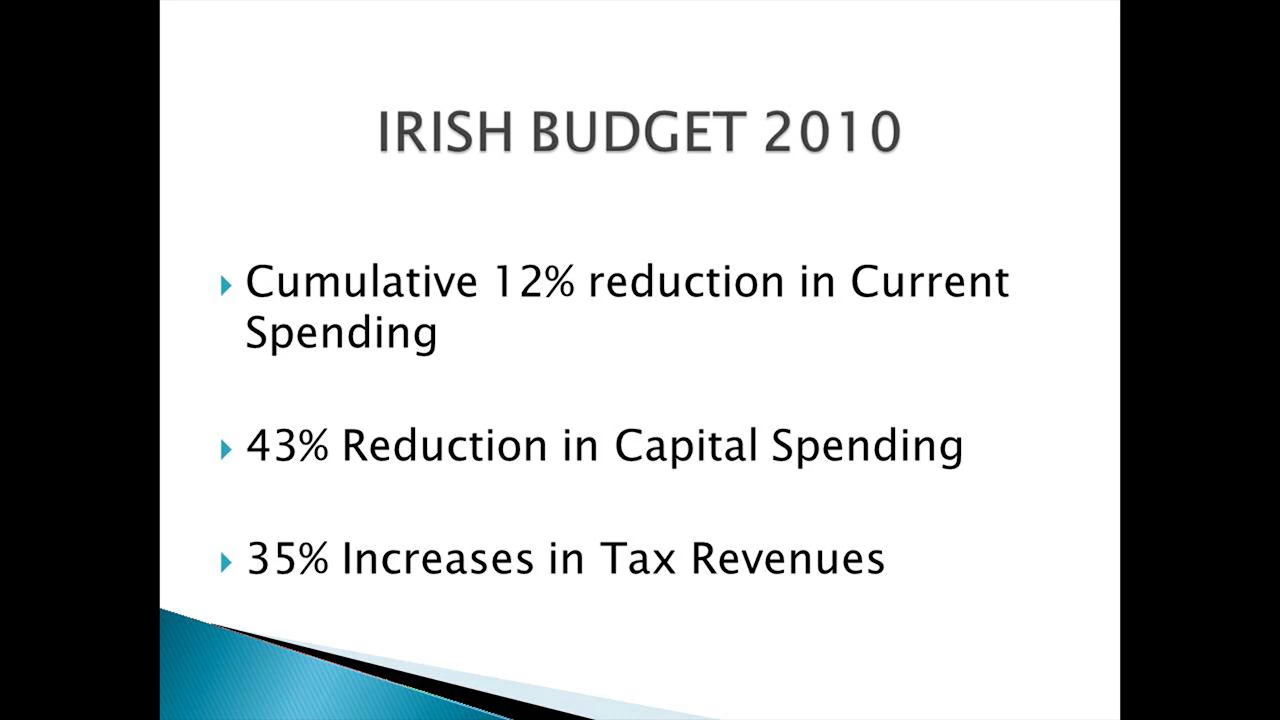 IRISH BUDGET 2010
Cumulative 12% reduction in Current
Spending
43% Reduction in Capital Spending
35% Increases in Tax Revenues